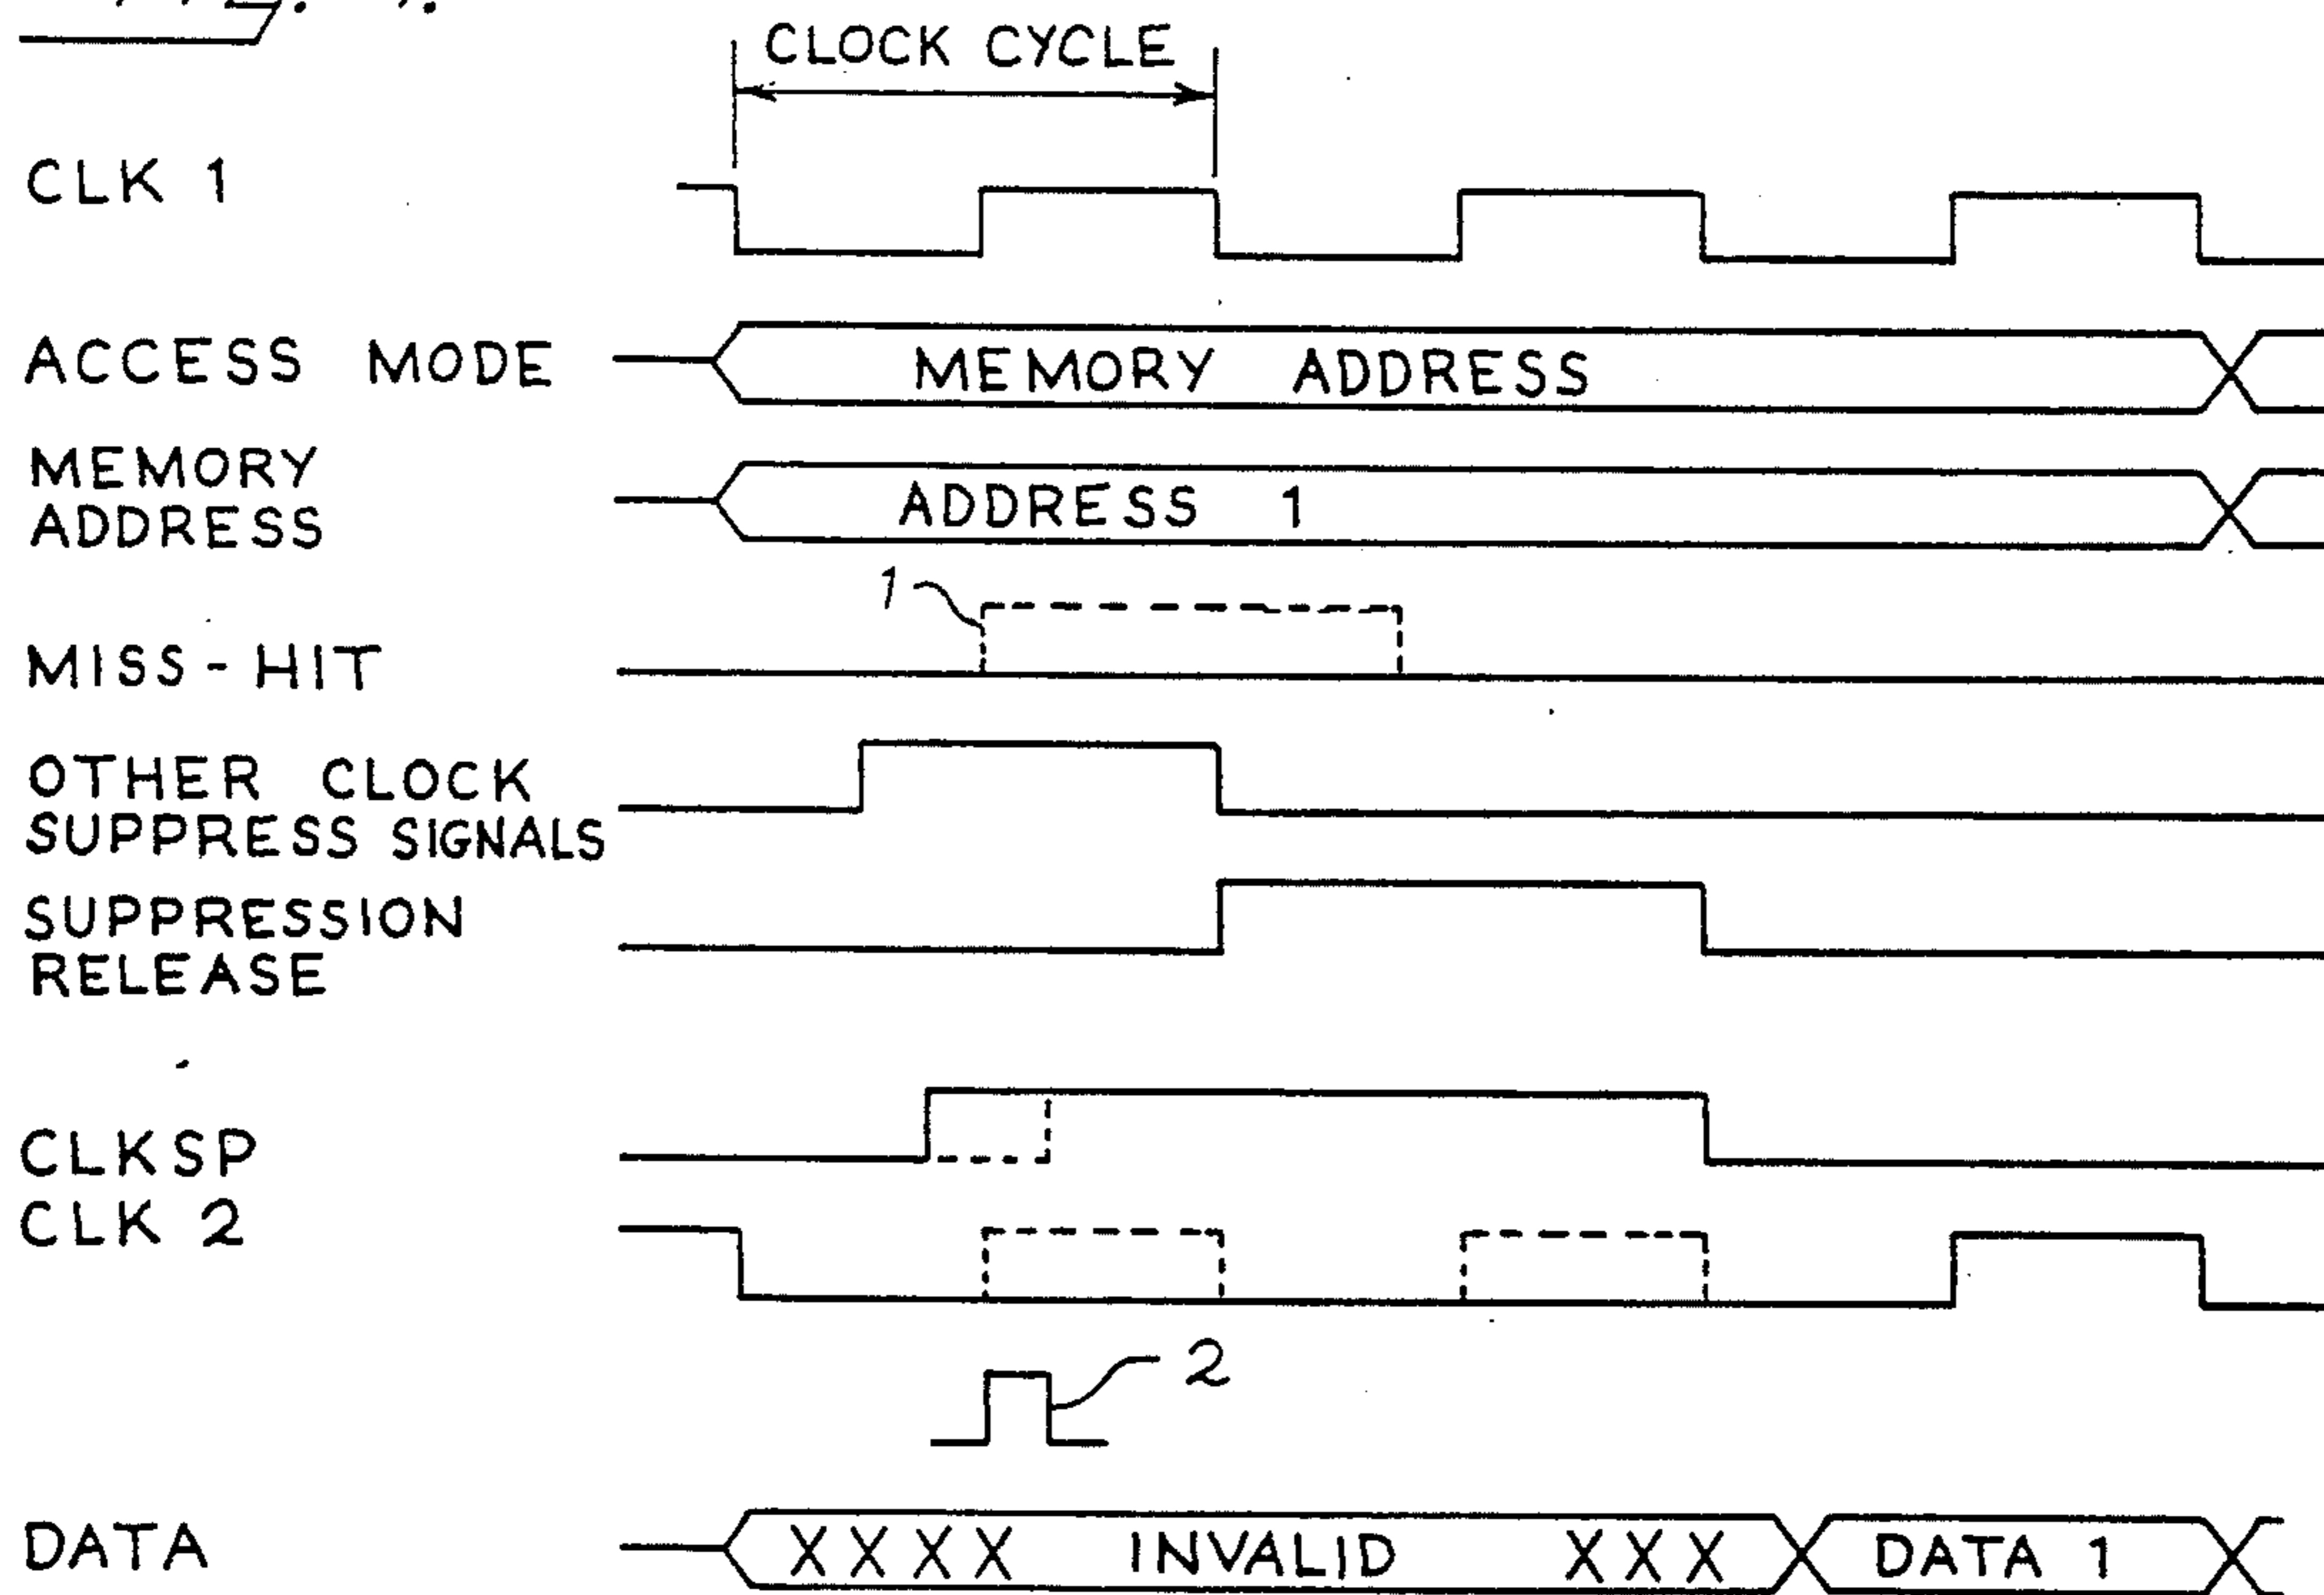 CLOCK CYCLE
CLK 1
ACCESS MODE
MEMORY ADDRESS
MEMORY
ADDRESS
ADDRESS 1
1
MISS-HIT
OTHER CLOCK
SUPPRESS SIGNALS
SUPPRESSION
RELEASE
CLKSP
CLK 2
2
DATA
XXXX INVALID XXX
DATA 1